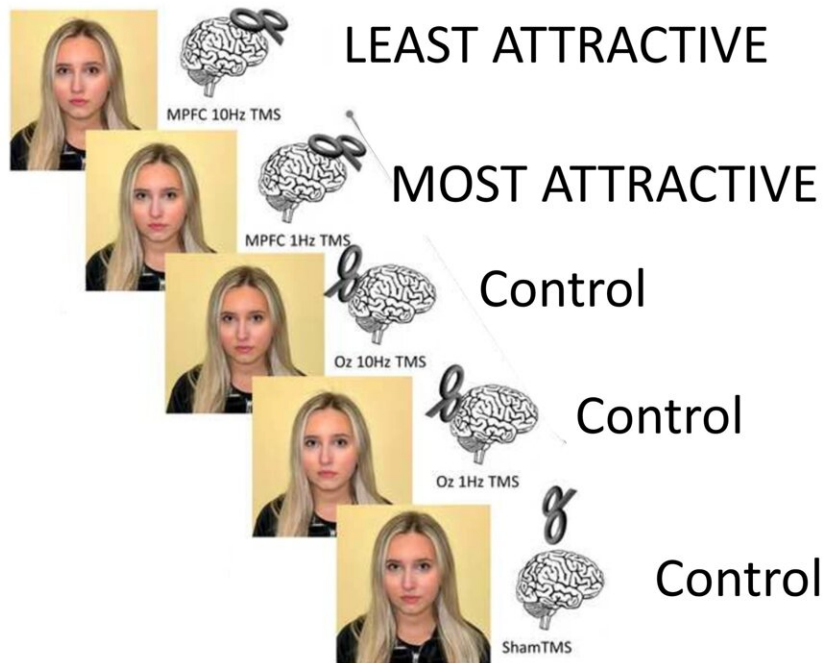 LEAST ATTRACTIVE
MPFC 10Hz TMS
MOST ATTRACTIVE
MPFC 1Hz TMS
Control
Oz 10Hz TMS
Control
Oz 1Hz TMS
Control
ShamTMS